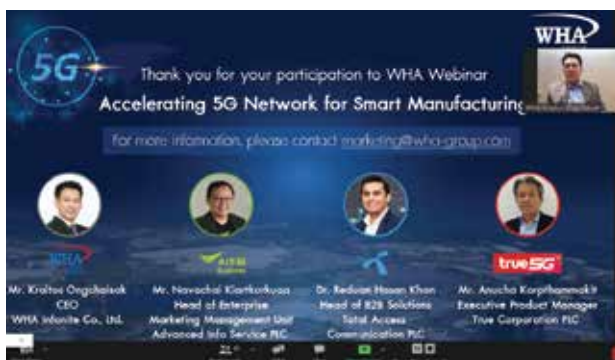 5G
WHA
Thank you for your participation to WHA Webinar
Accelerating 5G Network for Smart Manufacturing
For more information, please contact marketing@wha-group.com
WHA
AIS
Business
true5G
Mr. Kraitos Ongchaisak
CEO
WHA Infonite Co., Ltd.
Mr. Navachai Kiartkorkuaa
Head of Enterprise
Marketing Management Unit
Advanced Info Service PLC
Dr. Reduan Hasan Khan
Head of B2B Solutions
Total Access
Communication PLC
Mr. Anucha Korpthammakit
Executive Product Manager
True Corporation PLC